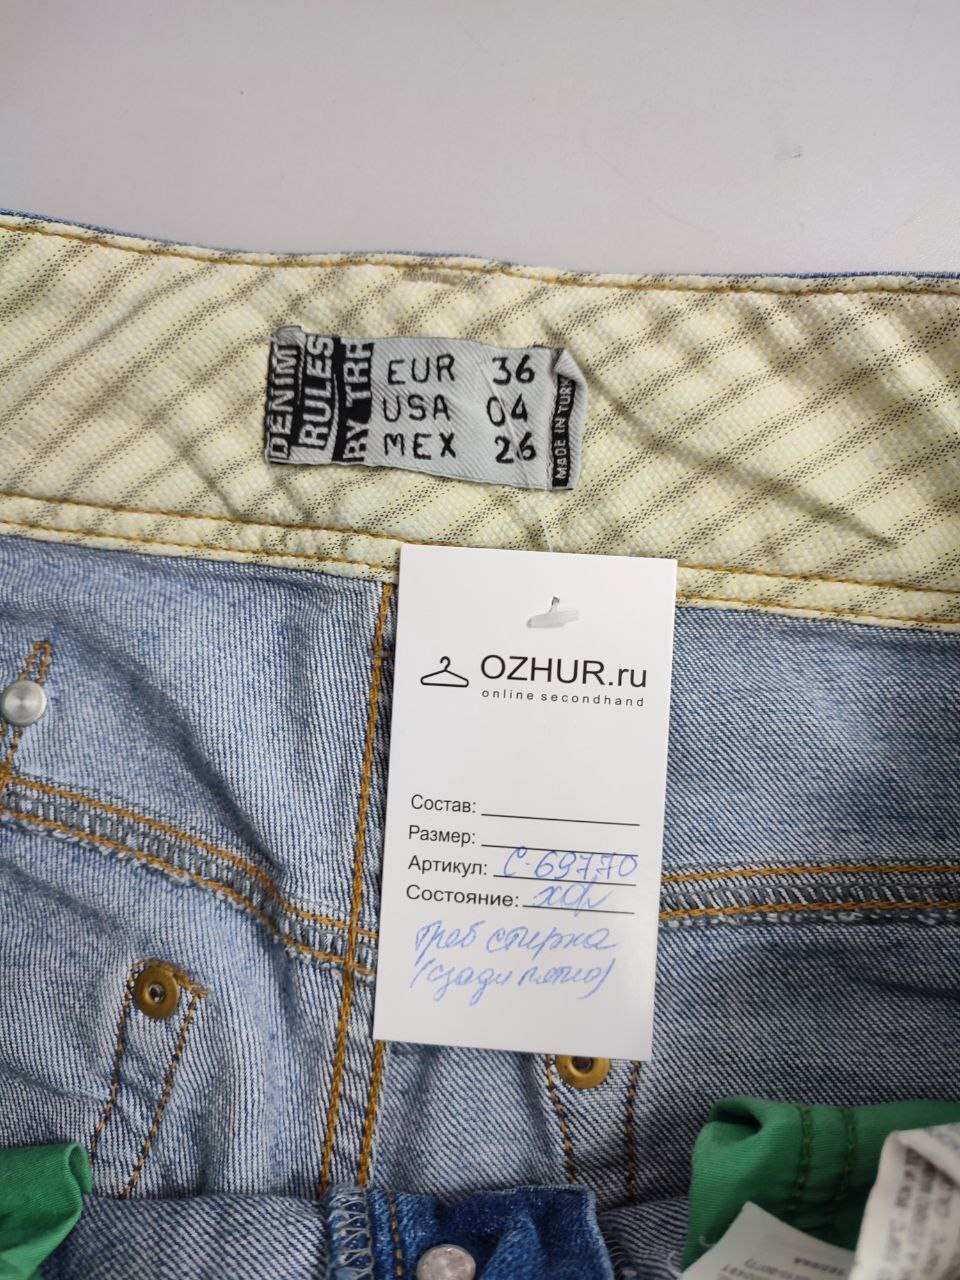 DENIM
RULES
BY TRF
EUR 36
USA 04
MEX 26
MADE IN TURK
OZHUR.ru
online secondhand
Состав:
Размер:
Артикул: С-69770
Состояние: хор
треб стирка
(сзади пятно)